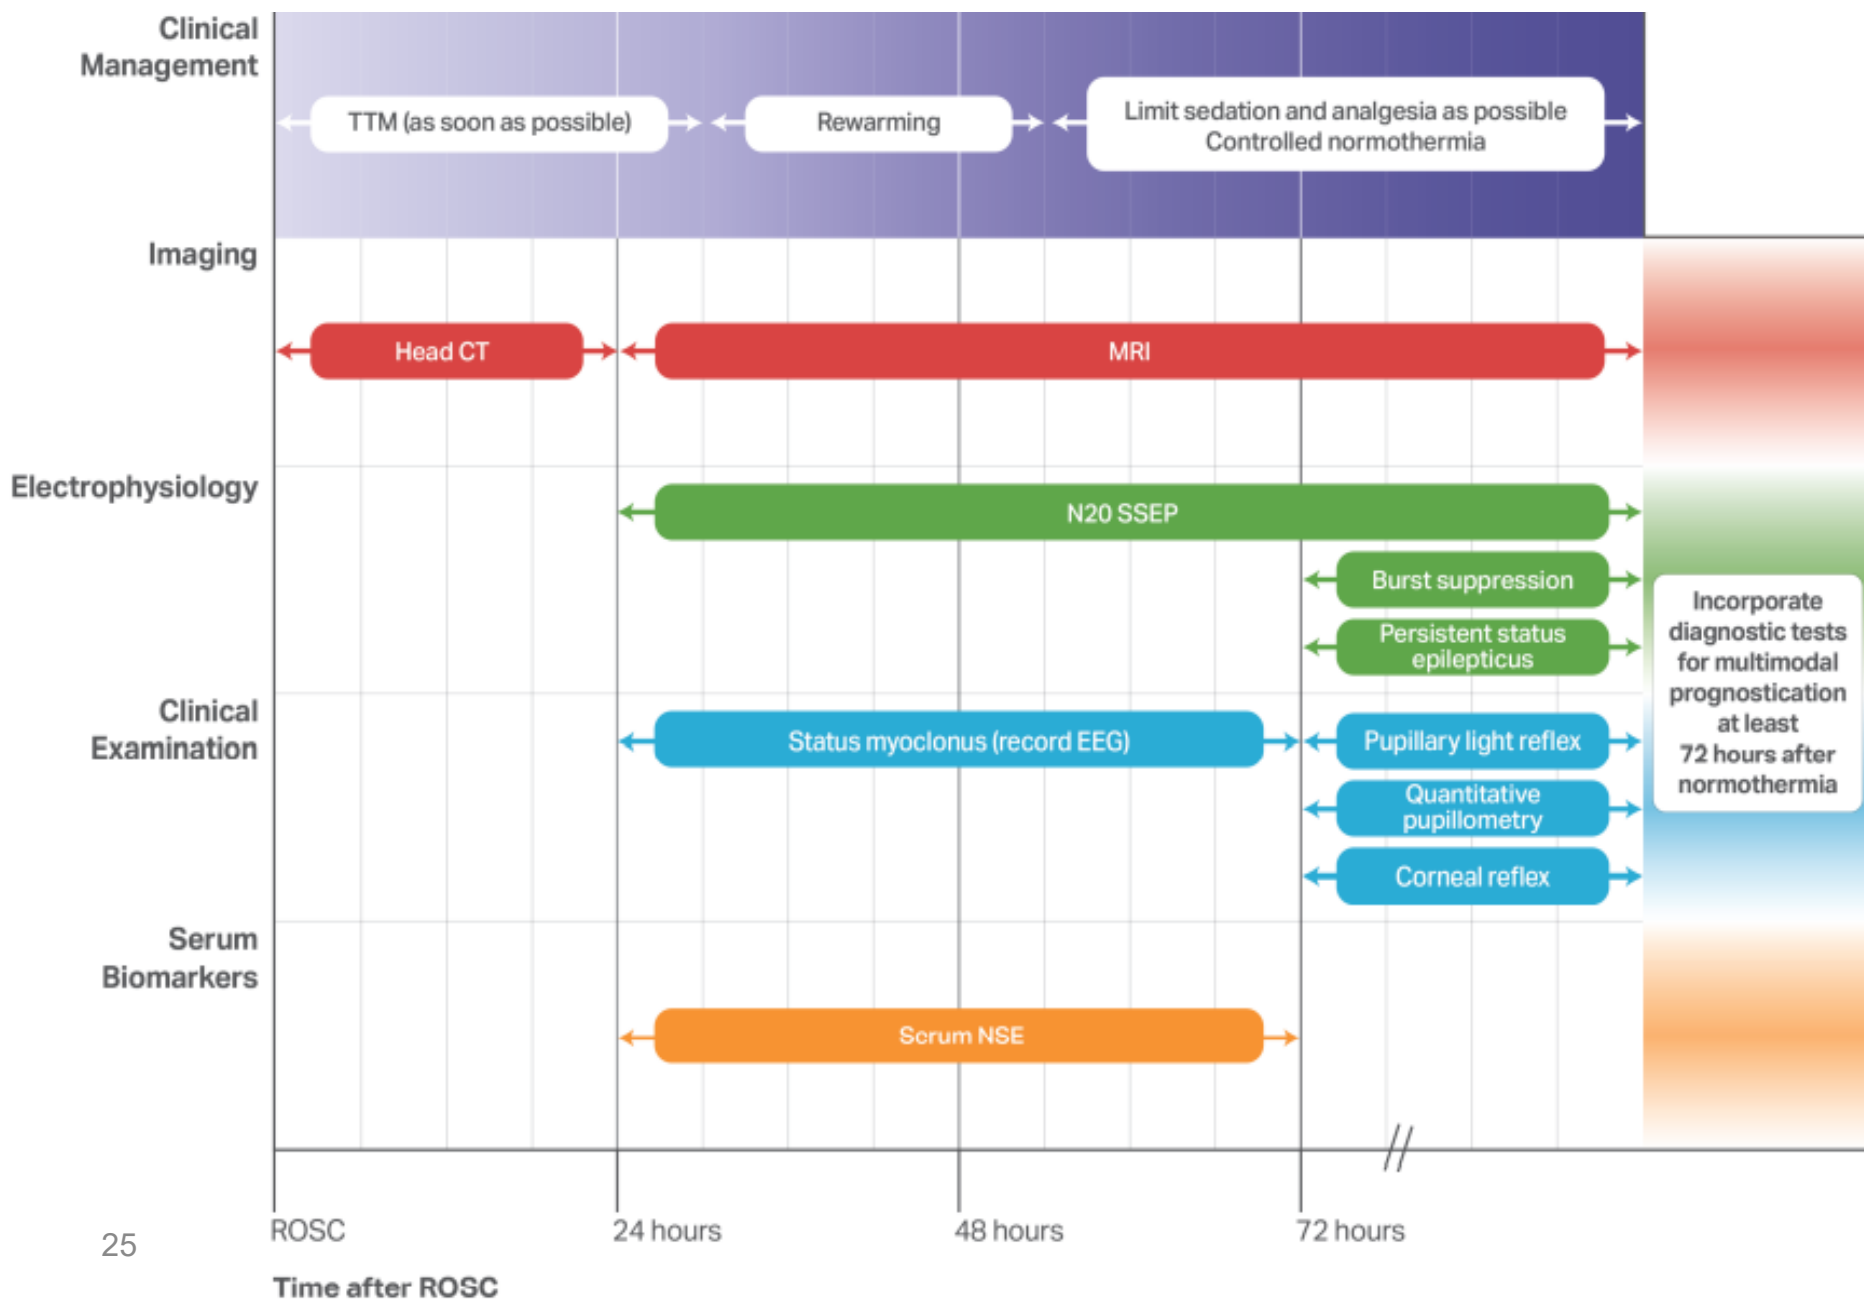 Clinical
Management
TTM (as soon as possible)
Rewarming
Limit sedation and analgesia as possible
Controlled normothermia
Imaging
Head CT
MRI
Electrophysiology
N20 SSEP
Burst suppression
Persistent status
epilepticus
Clinical
Examination
Status myoclonus (record EEG)
Pupillary light reflex
Quantitative
pupillometry
Corneal reflex
Serum
Biomarkers
Scrum NSE
Incorporate
diagnostic tests
for multimodal
prognostication
at least
72 hours after
normothermia
ROSC
24 hours
48 hours
72 hours
25
Time after ROSC